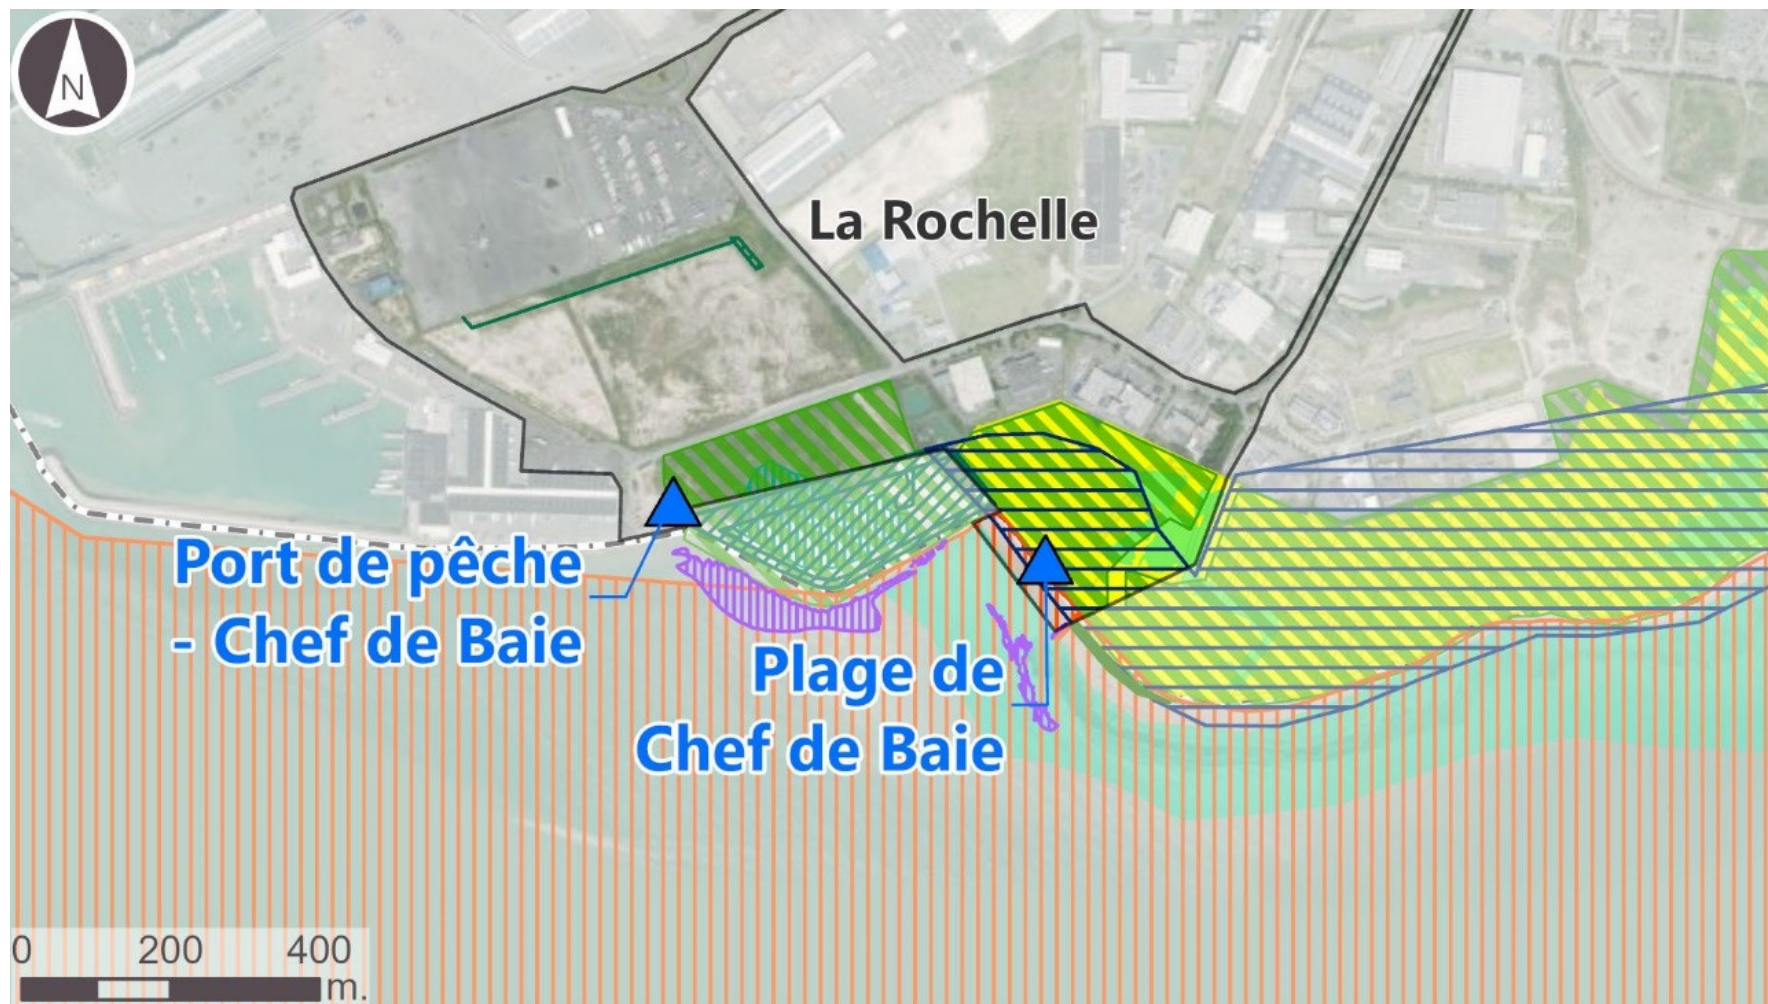 N
La Rochelle
Port de pêche
- Chef de Baie
Plage de
Chef de Baie
0 200 400
m.